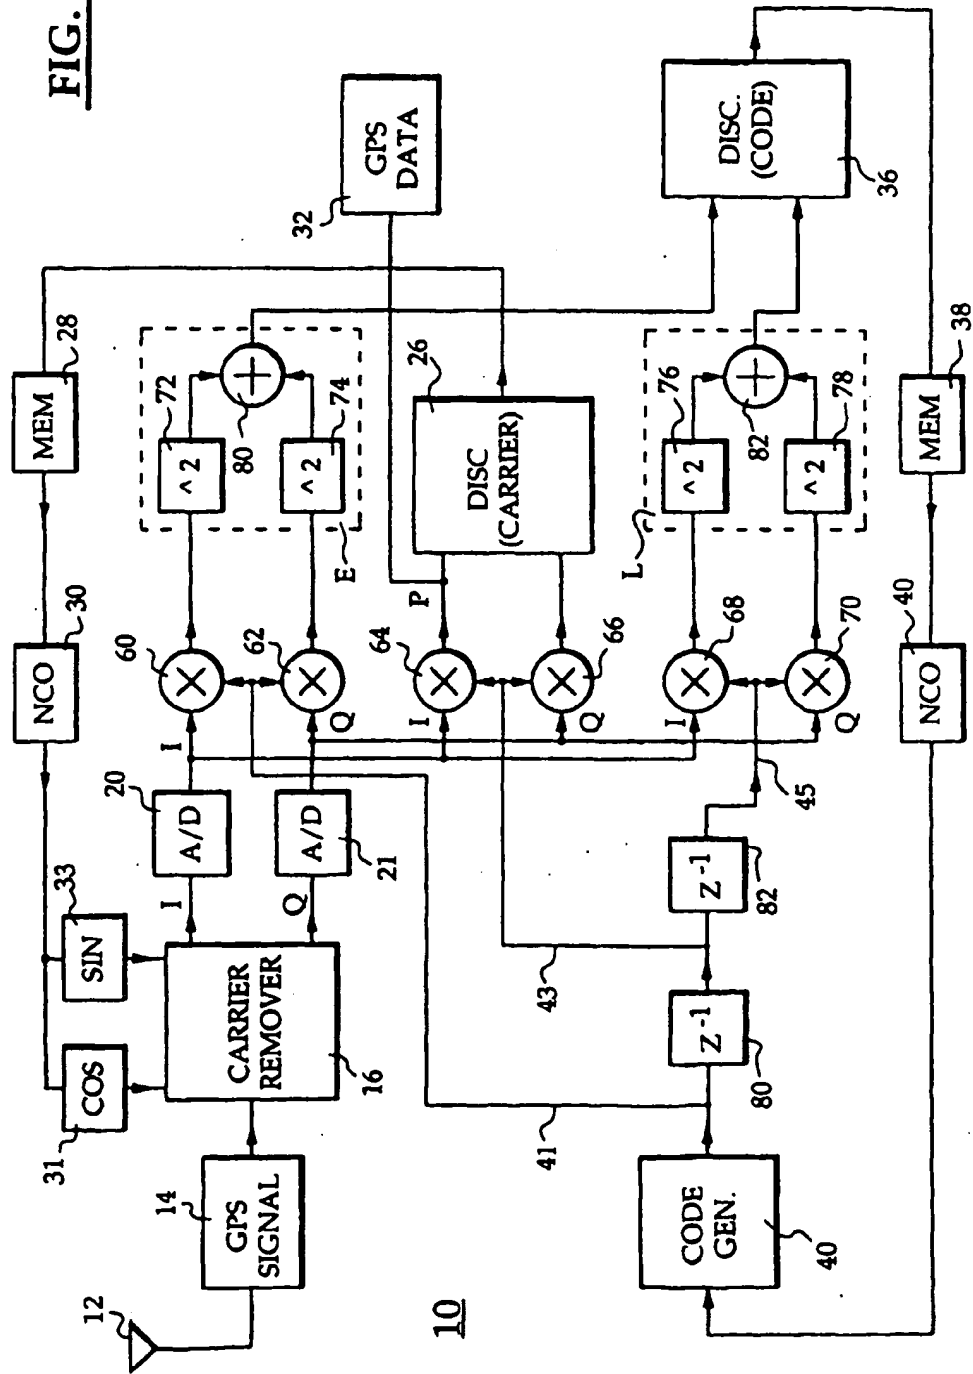 FIG.
12
14
GPS
SIGNAL
31
COS
33
SIN
CARRIER
REMOVER
16
I
Q
20
A/D
A/D
21
I
Q
NCO
30
MEM
28
60
62
72
^ 2
^ 2
74
80
E
32
GPS
DATA
P
64
I
66
Q
26
DISC
(CARRIER)
L
68
I
70
Q
76
^ 2
^ 2
78
82
DISC.
(CODE)
36
10
41
43
45
CODE
GEN.
40
Z -1
80
Z -1
82
40
NCO
MEM
38